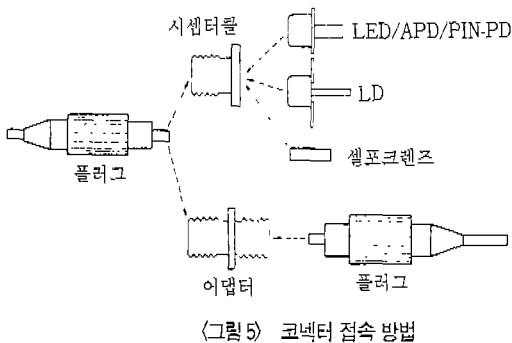 시센터클
LED/APD/PIN-PD
LD
플러그
셀포크렌즈
어댑터
플러그
〈그림 5〉 코넥터 접속 방법